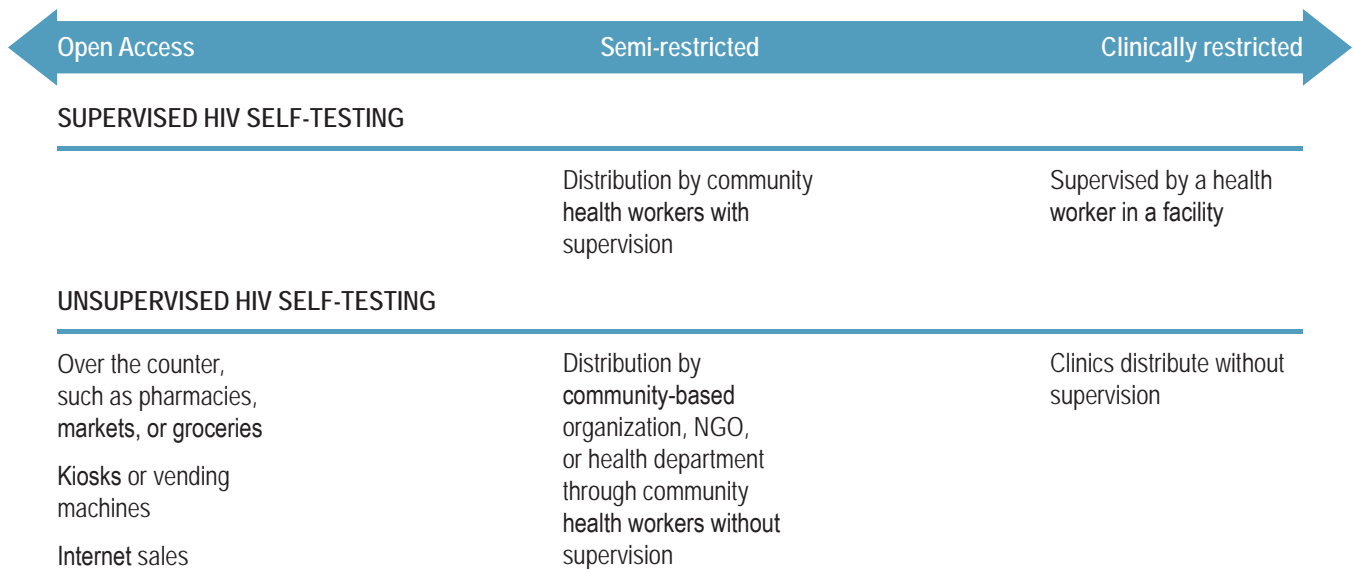 Open Access
Semi-restricted
Clinically restricted
SUPERVISED HIV SELF-TESTING
Distribution by community
health workers with
supervision
Supervised by a health
worker in a facility
UNSUPERVISED HIV SELF-TESTING
Over the counter,
such as pharmacies,
markets, or groceries
Kiosks or vending
machines
Internet sales
Distribution by
community-based
organization, NGO,
or health department
through community
health workers without
supervision
Clinics distribute without
supervision